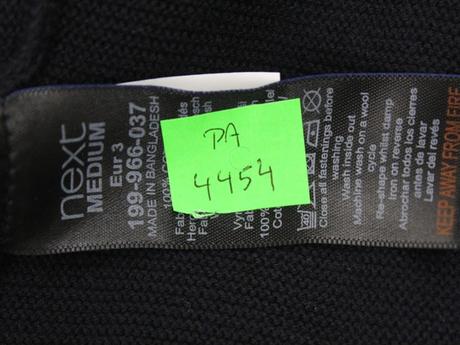 next
MEDIUM
Eur 3
199-966-037
MADE IN BANGLADESH
100%
100%
PA
4454
Close all fastenings before
Wash inside out
Machine wash on a wool
cycle
Re-shape whilst damp
Iron on reverse
Abrochar todos los cierres
antes de lavar
Lavar del revés
KEEP AWAY FROM FIRE